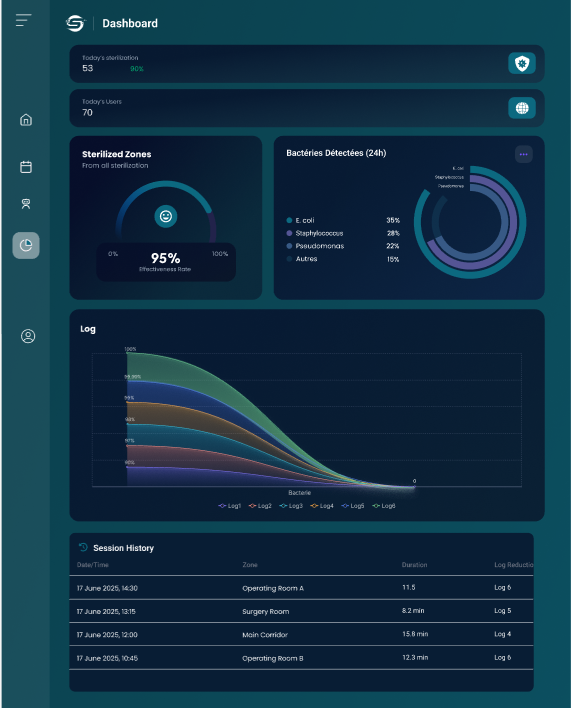 Dashboard
Today's sterilization
53 90%
Today's Users
70
Sterilized Zones
From all sterilization
0% 100%
95%
Effectiveness Rate
Bactéries Détectées (24h)
E. coli
Staphylococcus
Pseudomonas
E. coli 35%
Staphylococcus 28%
Pseudomonas 22%
Autres 15%
Log
100%
99,99%
99%
98%
97%
90%
0
Bacterie
Log1 Log2 Log3 Log4 Log5 Log6
Session History
Date/Time Zone Duration Log Reductio
17 June 2025, 14:30 Operating Room A 11.5 Log 6
17 June 2025, 13:15 Surgery Room 8.2 min Log 5
17 June 2025, 12:00 Main Corridor 15.8 min Log 4
17 June 2025, 10:45 Operating Room B 12.3 min Log 6